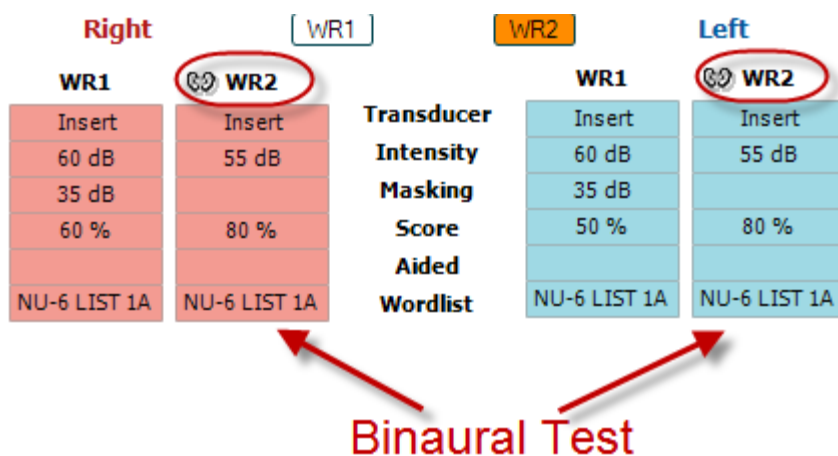 Right WR1 WR2 Left
WR1 WR2 WR1 WR2
Insert Insert Transducer Insert Insert
60 dB 55 dB Intensity 60 dB 55 dB
35 dB Masking 35 dB
60 % 80 % Score 50 % 80 %
Aided
NU-6 LIST 1A NU-6 LIST 1A Wordlist NU-6 LIST 1A NU-6 LIST 1A
Binaural Test